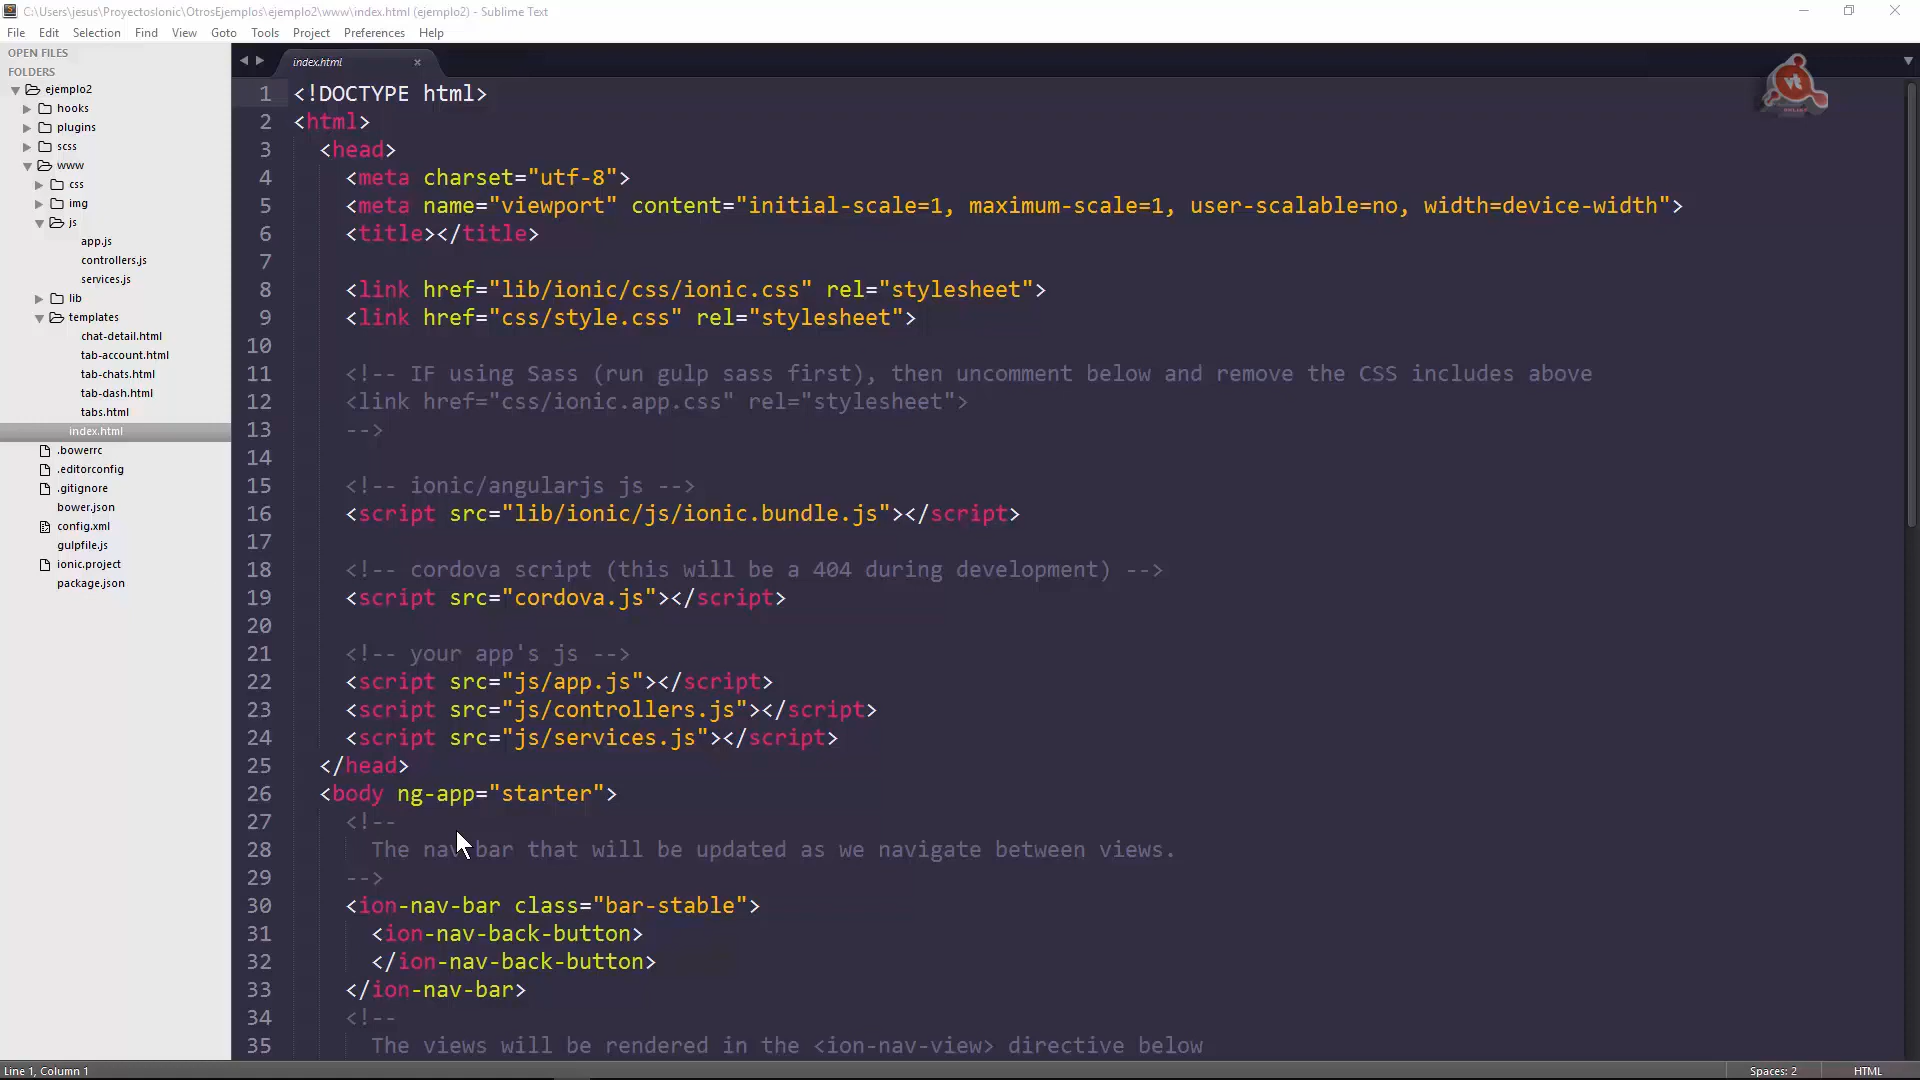 C:\Users\jesus\ProyectosIonic\OtrosEjemplos\ejemplo2\www\index.html (ejemplo2) - Sublime Text
File Edit Selection Find View Goto Tools Project Preferences Help
OPEN FILES
FOLDERS
ejemplo2
hooks
plugins
scss
www
css
img
js
app.js
controllers.js
services.js
lib
templates
chat-detail.html
tab-account.html
tab-chats.html
tab-dash.html
tabs.html
index.html
.bowerrc
.editorconfig
.gitignore
bower.json
config.xml
gulpfile.js
ionic.project
package.json
index.html
vt
1 <!DOCTYPE html>
2 <html>
3 <head>
4 <meta charset="utf-8">
5 <meta name="viewport" content="initial-scale=1, maximum-scale=1, user-scalable=no, width=device-width">
6 <title></title>
7
8 <link href="lib/ionic/css/ionic.css" rel="stylesheet">
9 <link href="css/style.css" rel="stylesheet">
10
11 <!-- IF using Sass (run gulp sass first), then uncomment below and remove the CSS includes above
12 <link href="css/ionic.app.css" rel="stylesheet">
13 -->
14
15 <!-- ionic/angularjs js -->
16 <script src="lib/ionic/js/ionic.bundle.js"></script>
17
18 <!-- cordova script (this will be a 404 during development) -->
19 <script src="cordova.js"></script>
20
21 <!-- your app's js -->
22 <script src="js/app.js"></script>
23 <script src="js/controllers.js"></script>
24 <script src="js/services.js"></script>
25 </head>
26 <body ng-app="starter">
27 <!--
28 The nav bar that will be updated as we navigate between views.
29 -->
30 <ion-nav-bar class="bar-stable">
31 <ion-nav-back-button>
32 </ion-nav-back-button>
33 </ion-nav-bar>
34 <!--
35 The views will be rendered in the <ion-nav-view> directive below
Line 1, Column 1
Spaces: 2
HTML